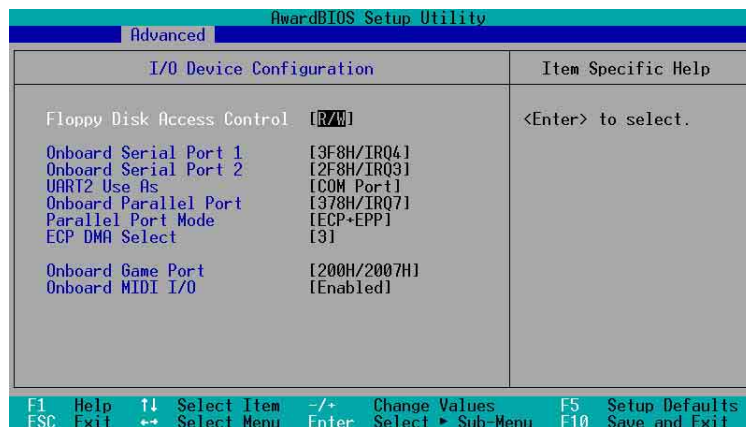 AwardBIOS Setup Utility
Advanced
I/O Device Configuration
Item Specific Help
Floppy Disk Access Control [R/W]
<Enter> to select.
Onboard Serial Port 1 [3F8H/IRQ4]
Onboard Serial Port 2 [2F8H/IRQ3]
UART2 Use As [COM Port]
Onboard Parallel Port [378H/IRQ7]
Parallel Port Mode [ECP+EPP]
ECP DMA Select [3]
Onboard Game Port [200H/2007H]
Onboard MIDI I/O [Enabled]
F1 Help ↑↓ Select Item -/+ Change Values F5 Setup Defaults
ESC Exit ←→ Select Menu Enter Select ► Sub-Menu F10 Save and Exit